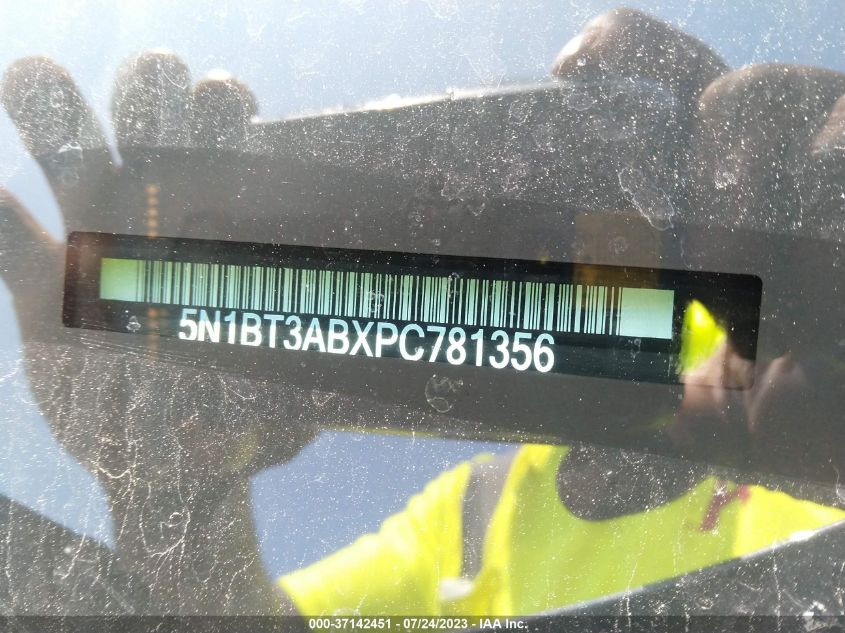 5N1BT3ABXPC781356
000-37142451 - 07/24/2023 - IAA Inc.